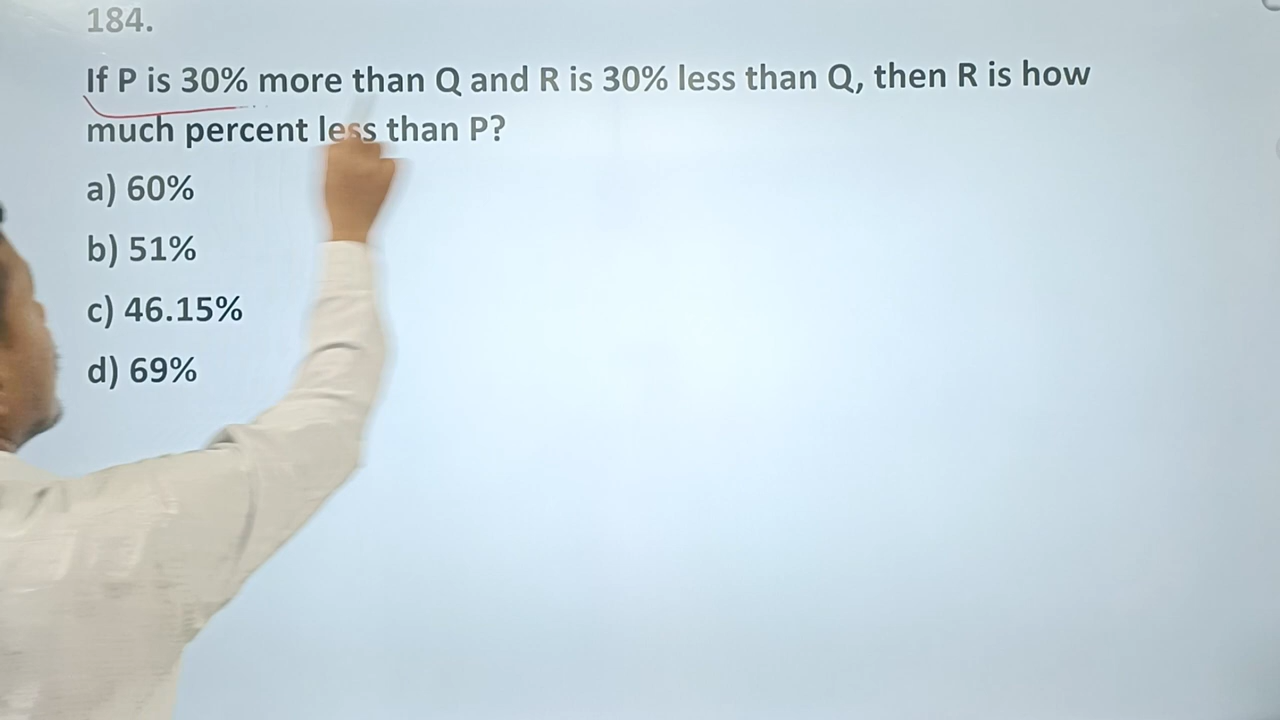 184.
If P is 30% more than Q and R is 30% less than Q, then R is how
much percent less than P?
a) 60%
b) 51%
c) 46.15%
d) 69%